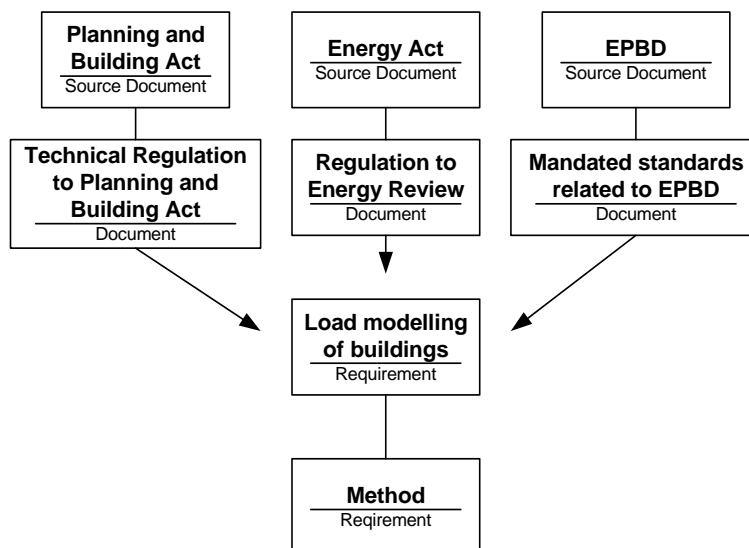 Planning and
Building Act
Source Document
Energy Act
Source Document
EPBD
Source Document
Technical Regulation
to Planning and
Building Act
Document
Regulation to
Energy Review
Document
Mandated standards
related to EPBD
Document
Load modelling
of buildings
Requirement
Method
Reqirement